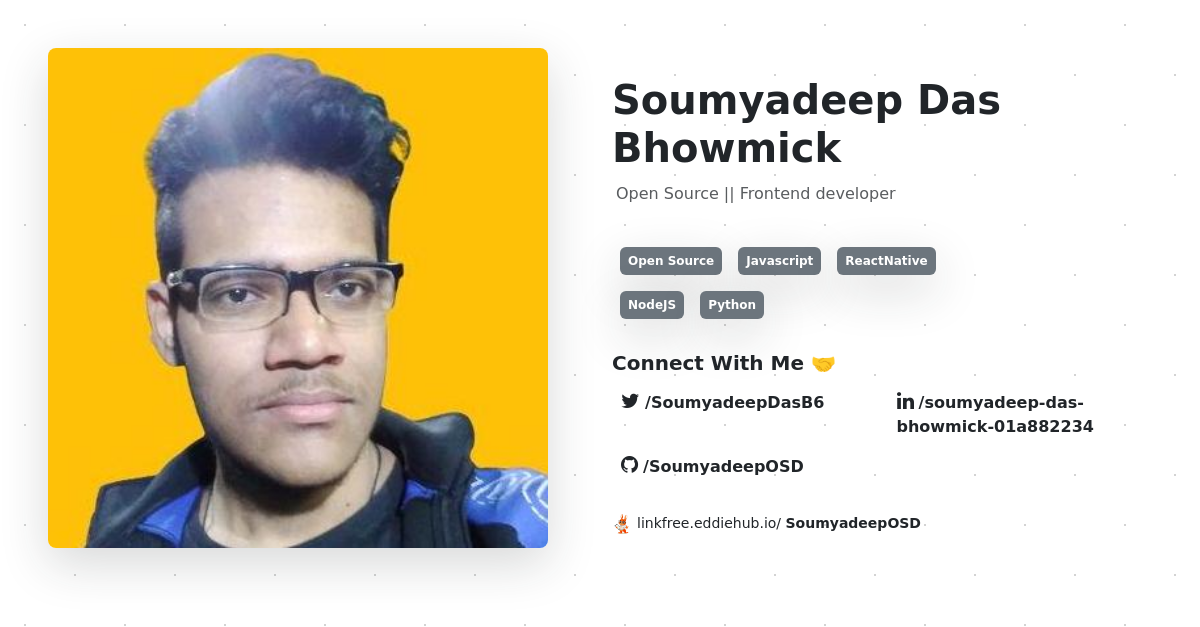 Soumyadeep Das
Bhowmick
Open Source || Frontend developer
Open Source Javascript ReactNative
NodeJS Python
Connect With Me 🤝
/SoumyadeepDasB6
/soumyadeep-das-
bhowmick-01a882234
/SoumyadeepOSD
linkfree.eddiehub.io/ SoumyadeepOSD